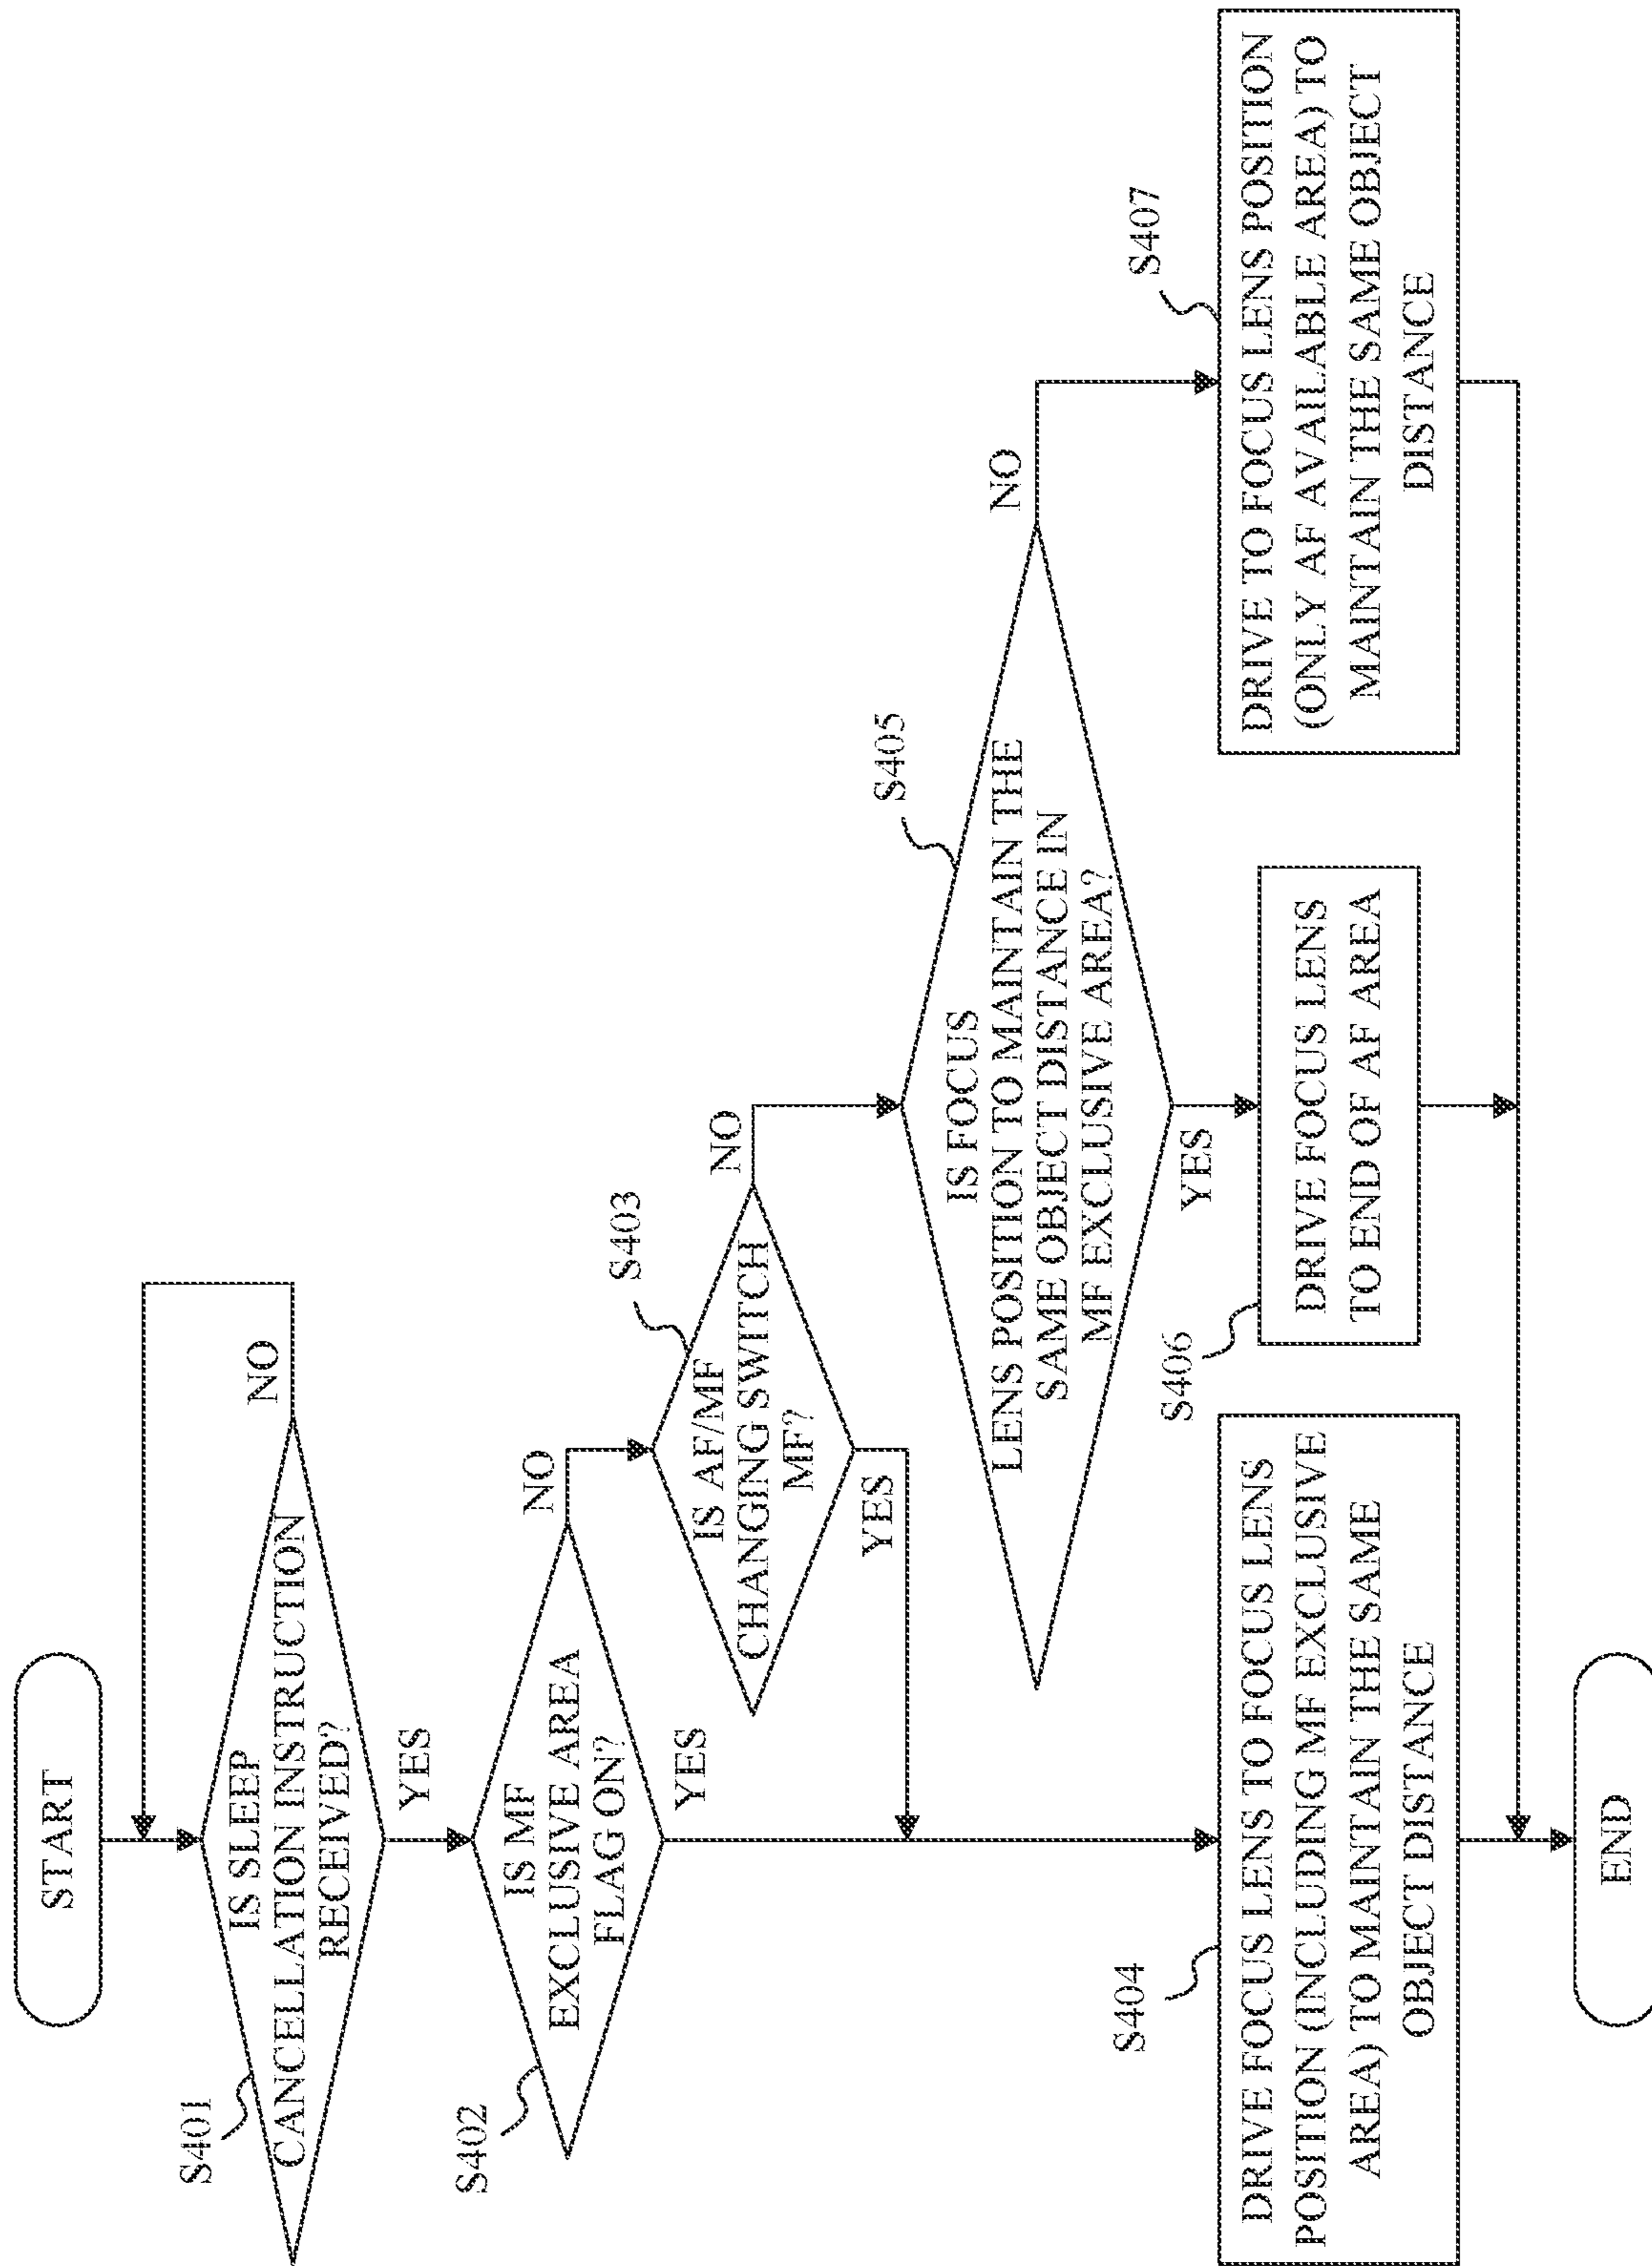 START
S401
IS SLEEP
CANCELLATION INSTRUCTION
RECEIVED?
NO
YES
S402
IS MF
EXCLUSIVE AREA
FLAG ON?
NO
YES
S403
IS AF/MF
CHANGING SWITCH
MF?
NO
YES
S405
IS FOCUS
LENS POSITION TO MAINTAIN THE
SAME OBJECT DISTANCE IN
MF EXCLUSIVE AREA?
NO
YES
S404
DRIVE FOCUS LENS TO FOCUS LENS
POSITION (INCLUDING MF EXCLUSIVE
AREA) TO MAINTAIN THE SAME
OBJECT DISTANCE
S406
DRIVE FOCUS LENS
TO END OF AF AREA
S407
DRIVE TO FOCUS LENS POSITION
(ONLY AF AVAILABLE AREA) TO
MAINTAIN THE SAME OBJECT
DISTANCE
END